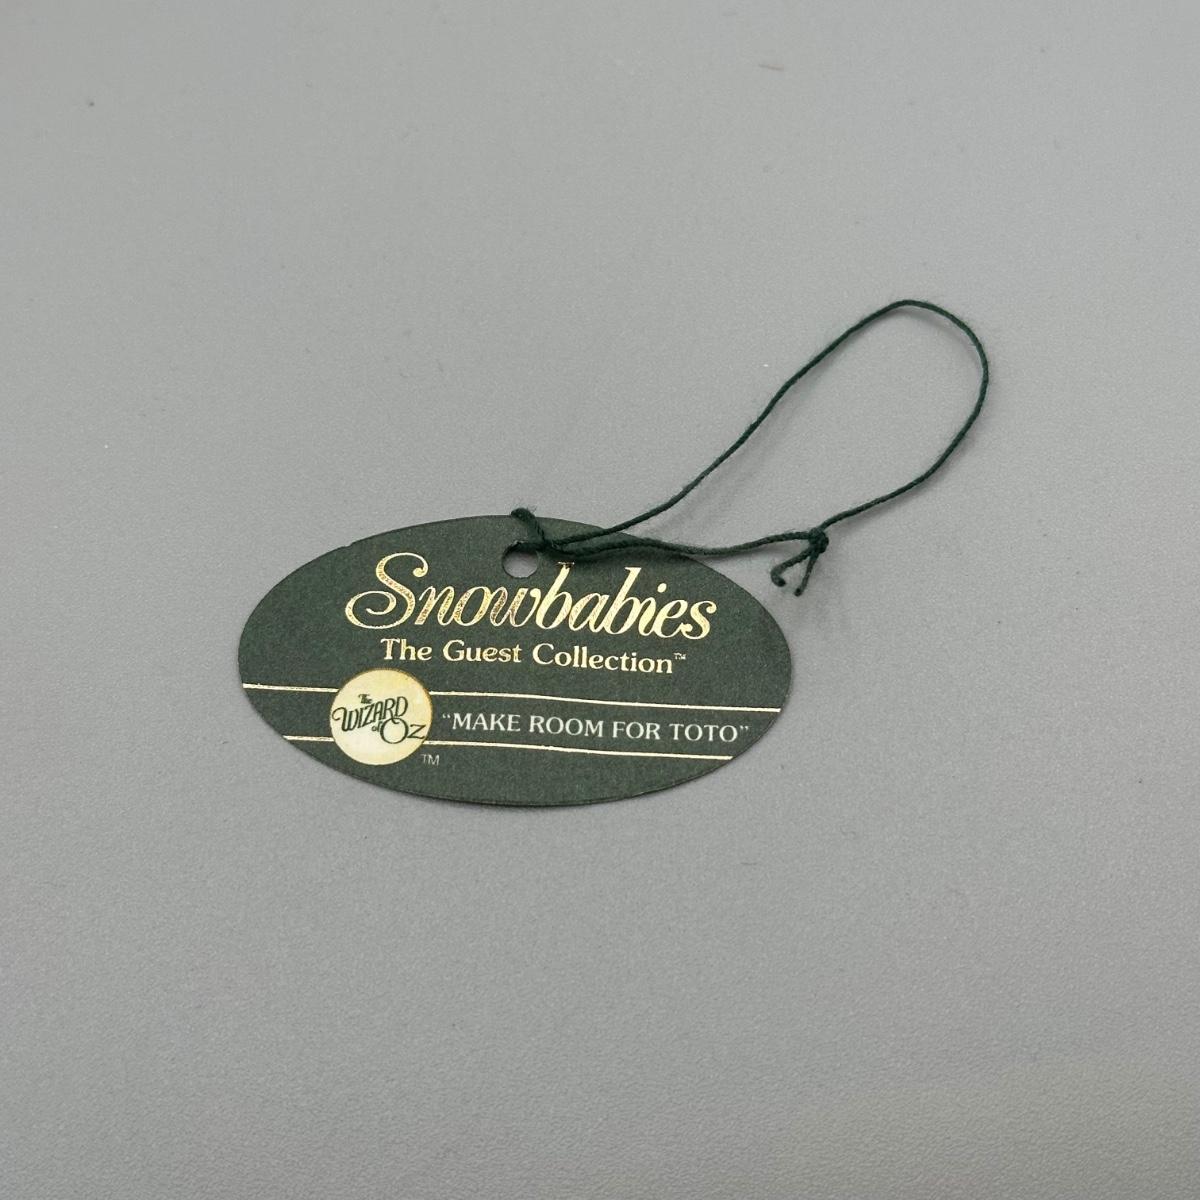 Snowbabies
The Guest Collection™
The
WIZARD
of OZ
"MAKE ROOM FOR TOTO"
TM